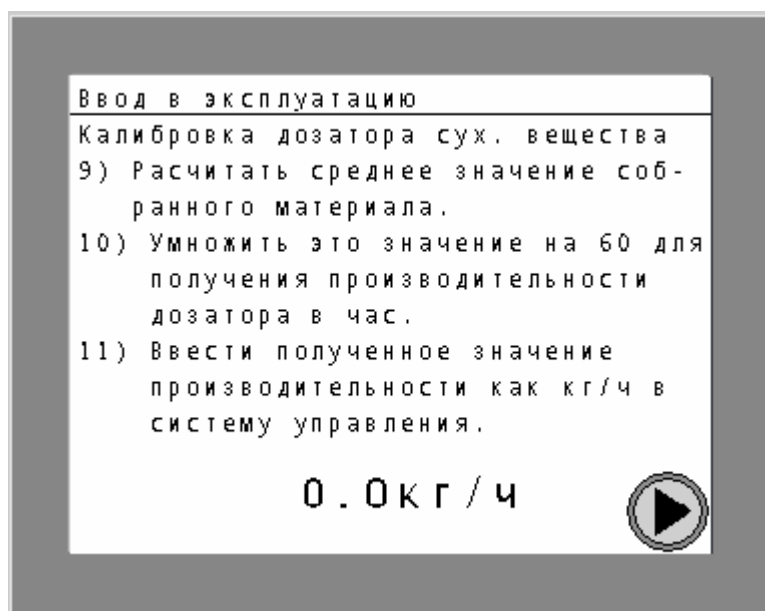 Ввод в эксплуатацию
Калибровка дозатора сух. вещества
9) Расчитать среднее значение соб-
ранного материала.
10) Умножить это значение на 60 для
получения производительности
дозатора в час.
11) Ввести полученное значение
производительности как кг/ч в
систему управления.
0.0кг/ч